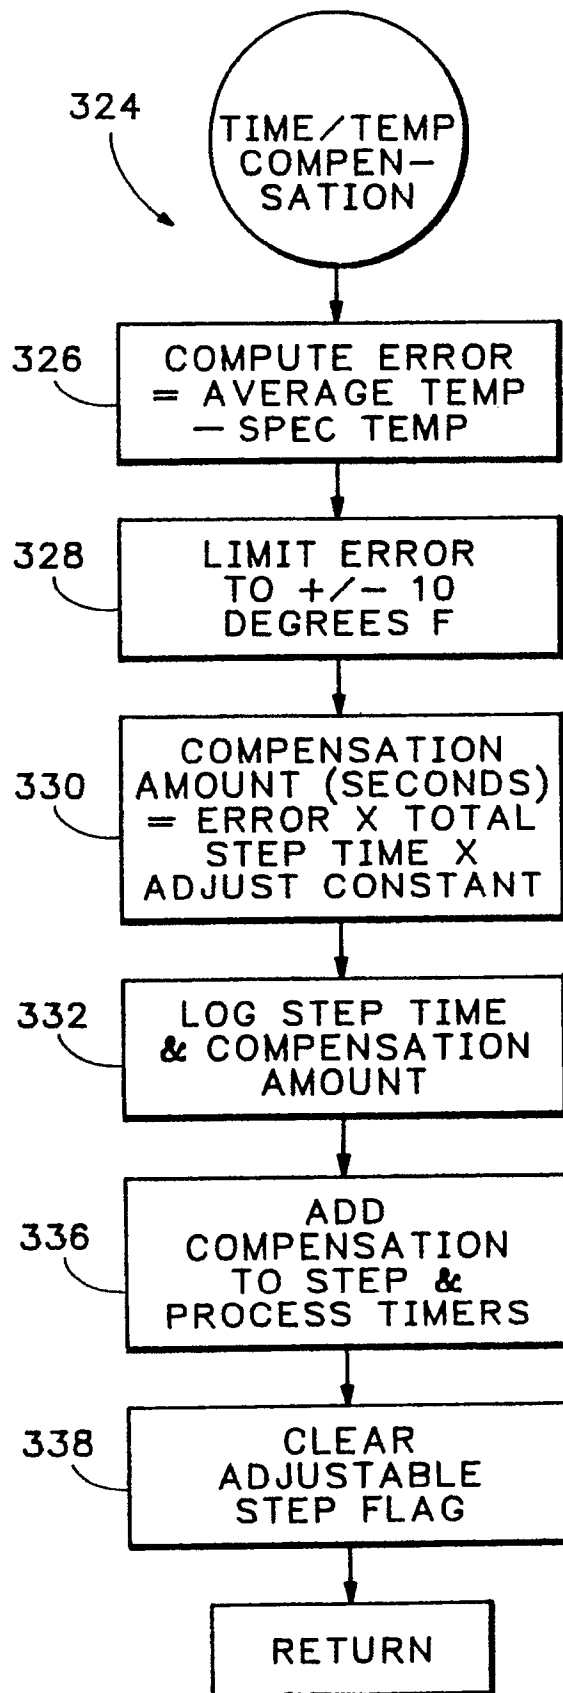 324
TIME/TEMP
COMPEN-
SATION
326
COMPUTE ERROR
= AVERAGE TEMP
- SPEC TEMP
328
LIMIT ERROR
TO +/- 10
DEGREES F
330
COMPENSATION
AMOUNT (SECONDS)
= ERROR X TOTAL
STEP TIME X
ADJUST CONSTANT
332
LOG STEP TIME
& COMPENSATION
AMOUNT
336
ADD
COMPENSATION
TO STEP &
PROCESS TIMERS
338
CLEAR
ADJUSTABLE
STEP FLAG
RETURN